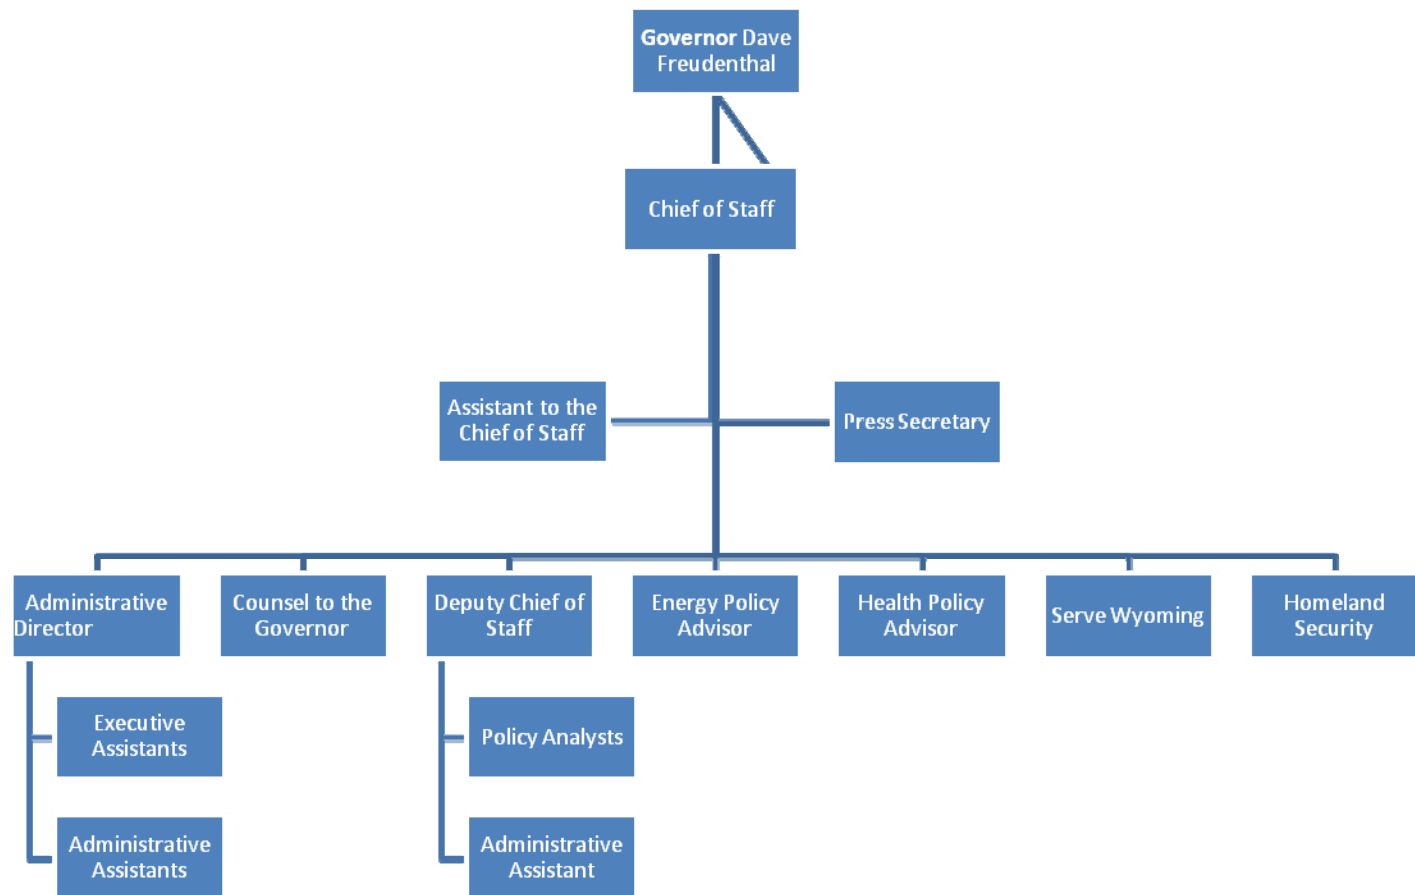 Governor Dave
Freudenthal
Chief of Staff
Assistant to the
Chief of Staff
Press Secretary
Administrative
Director
Counsel to the
Governor
Deputy Chief of
Staff
Energy Policy
Advisor
Health Policy
Advisor
Serve Wyoming
Homeland
Security
Executive
Assistants
Policy Analysts
Administrative
Assistants
Administrative
Assistant